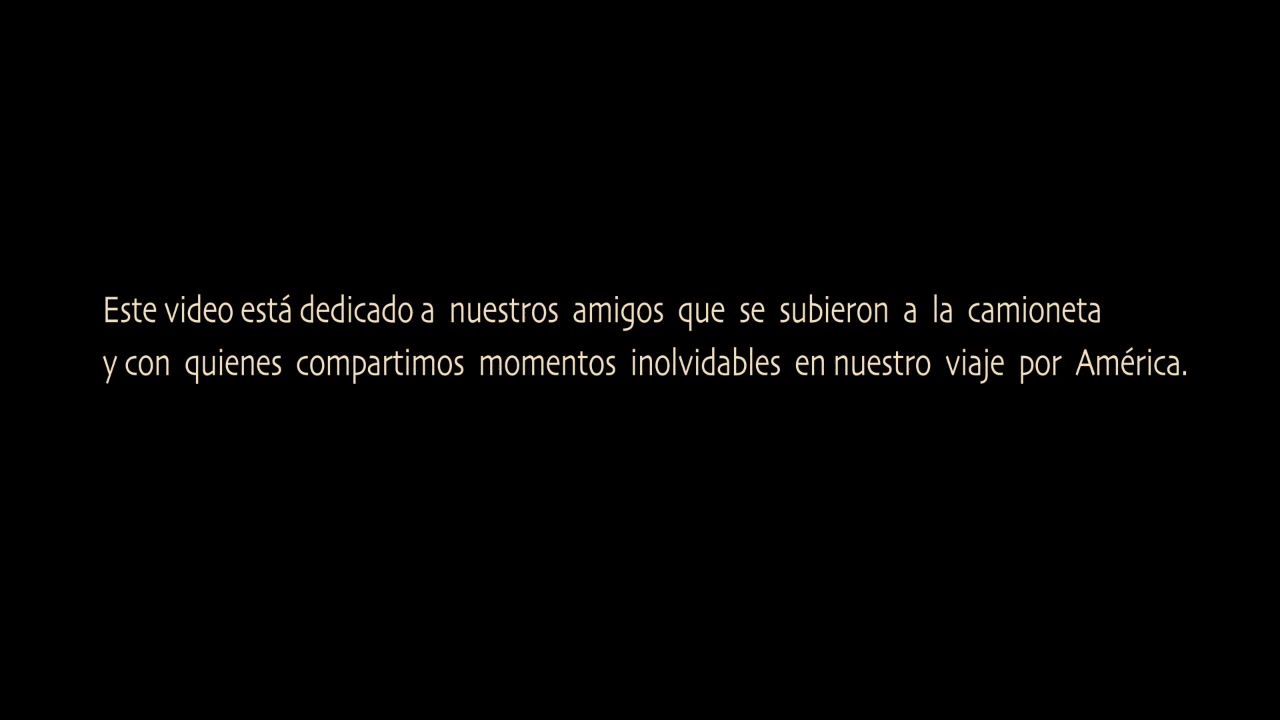 Este video está dedicado a nuestros amigos que se subieron a la camioneta
y con quienes compartimos momentos inolvidables en nuestro viaje por América.